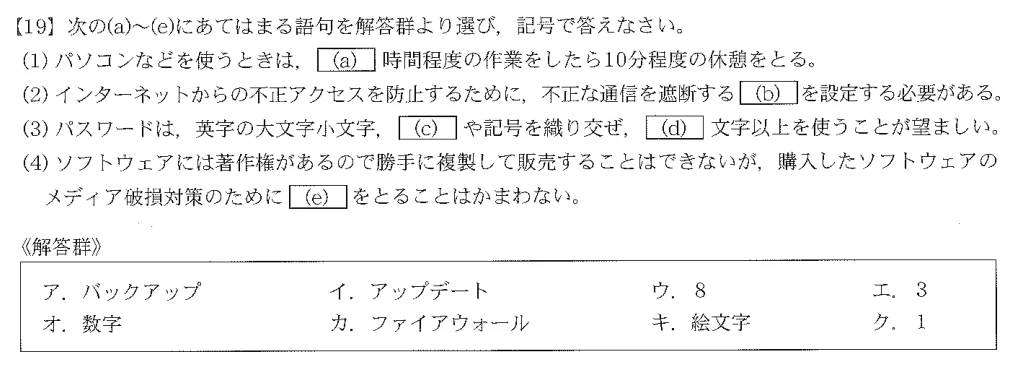 【19】次の(a)～(e)にあてはまる語句を解答群より選び，記号で答えなさい。
(1) パソコンなどを使うときは，(a)時間程度の作業をしたら10分程度の休憩をとる。
(2) インターネットからの不正アクセスを防止するために，不正な通信を遮断する(b)を設定する必要がある。
(3) パスワードは，英字の大文字小文字，(c)や記号を織り交ぜ，(d)文字以上を使うことが望ましい。
(4) ソフトウェアには著作権があるので勝手に複製して販売することはできないが，購入したソフトウェアの
メディア破損対策のために(e)をとることはかまわない。
《解答群》
ア．バックアップ　イ．アップデート　ウ．8　エ．3
オ．数字　カ．ファイアウォール　キ．絵文字　ク．1